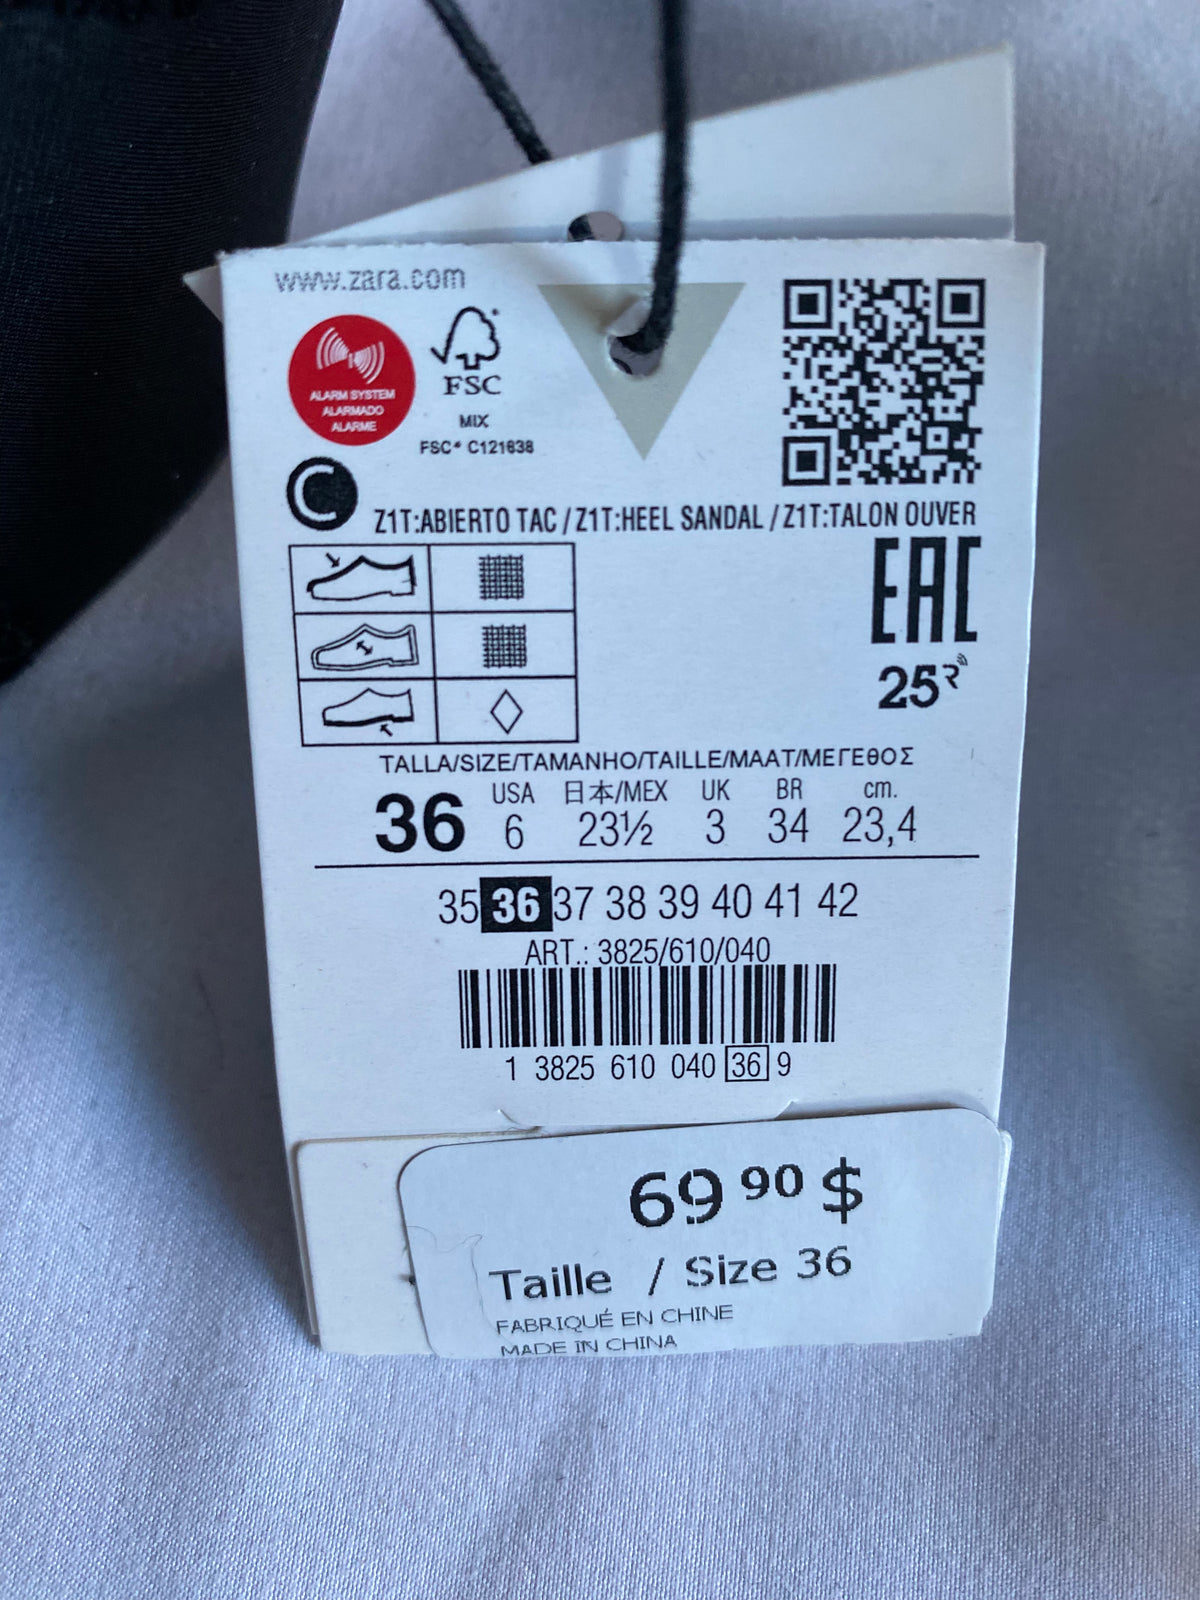 www.zara.com
ALARM SYSTEM
ALARMADO
ALARME
FSC
MIX
FSC® C121638
C
Z1T:ABIERTO TAC / Z1T:HEEL SANDAL / Z1T:TALON OUVER
EAC
25
TALLA/SIZE/TAMANHO/TAILLE/MAAT/ΜΕΓΕΘΟΣ
USA 日本/MEX UK BR cm.
36 6 23½ 3 34 23,4
35 36 37 38 39 40 41 42
ART.: 3825/610/040
1 3825 610 040 36 9
69 90 $
Taille / Size 36
FABRIQUÉ EN CHINE
MADE IN CHINA